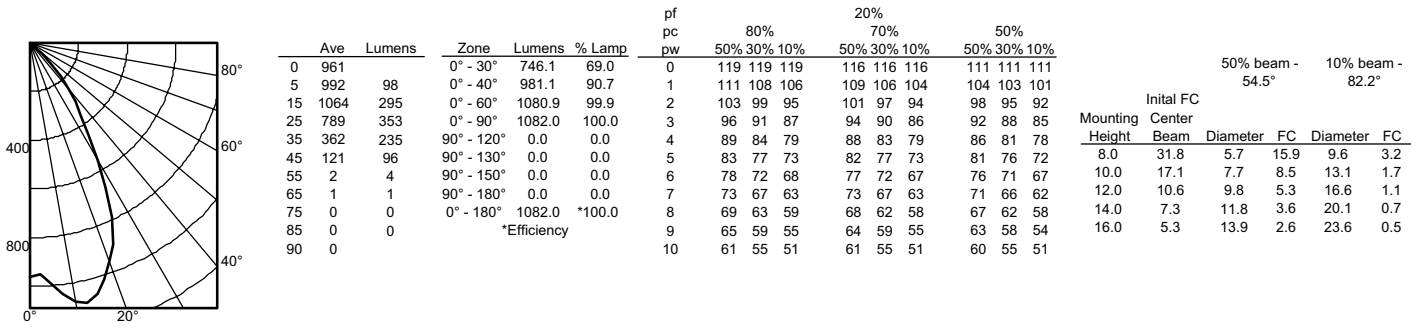 400
800
80°
60°
40°
0° 20°
Ave Lumens
0 961
5 992 98
15 1064 295
25 789 353
35 362 235
45 121 96
55 2 4
65 1 1
75 0 0
85 0 0
90 0
Zone Lumens % Lamp
0° - 30° 746.1 69.0
0° - 40° 981.1 90.7
0° - 60° 1080.9 99.9
0° - 90° 1082.0 100.0
90° - 120° 0.0 0.0
90° - 130° 0.0 0.0
90° - 150° 0.0 0.0
90° - 180° 0.0 0.0
0° - 180° 1082.0 *100.0
*Efficiency
pf 20%
pc 80% 70% 50%
pw 50% 30% 10% 50% 30% 10% 50% 30% 10%
0 119 119 119 116 116 116 111 111 111
1 111 108 106 109 106 104 104 103 101
2 103 99 95 101 97 94 98 95 92
3 96 91 87 94 90 86 92 88 85
4 89 84 79 88 83 79 86 81 78
5 83 77 73 82 77 73 81 76 72
6 78 72 68 77 72 67 76 71 67
7 73 67 63 73 67 63 71 66 62
8 69 63 59 68 62 58 67 62 58
9 65 59 55 64 59 55 63 58 54
10 61 55 51 61 55 51 60 55 51
50% beam - 10% beam -
54.5° 82.2°
Inital FC
Mounting Center
Height Beam Diameter FC Diameter FC
8.0 31.8 5.7 15.9 9.6 3.2
10.0 17.1 7.7 8.5 13.1 1.7
12.0 10.6 9.8 5.3 16.6 1.1
14.0 7.3 11.8 3.6 20.1 0.7
16.0 5.3 13.9 2.6 23.6 0.5